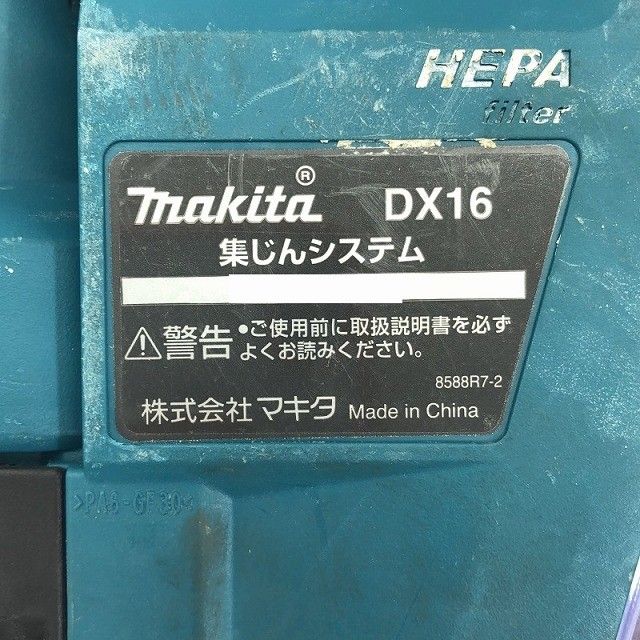 HEPA
filter
makita® DX16
集じんシステム
⚠警告 •ご使用前に取扱説明書を必ず
よくお読みください。
8588R7-2
株式会社マキタ Made in China
>PA6-GF30<